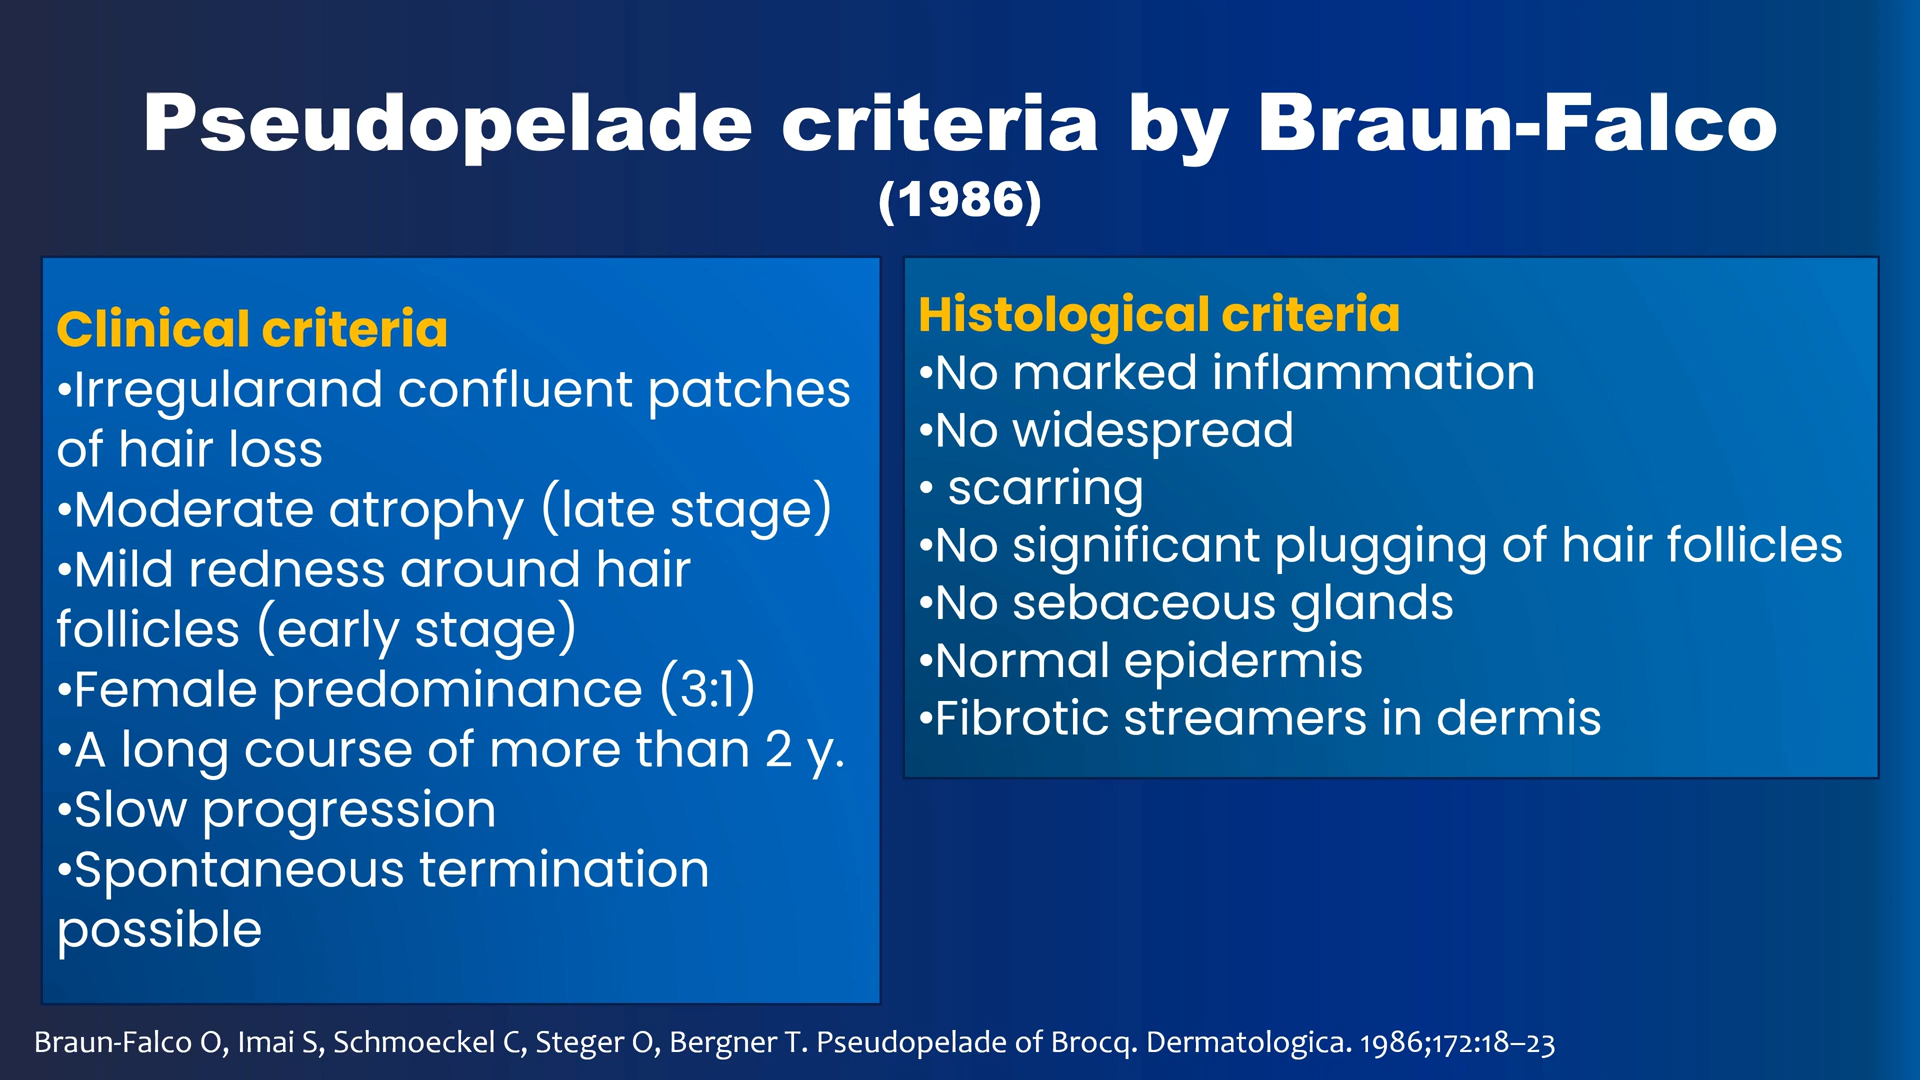 Pseudopelade criteria by Braun-Falco
(1986)
Clinical criteria
•Irregularand confluent patches
of hair loss
•Moderate atrophy (late stage)
•Mild redness around hair
follicles (early stage)
•Female predominance (3:1)
•A long course of more than 2 y.
•Slow progression
•Spontaneous termination
possible
Histological criteria
•No marked inflammation
•No widespread
• scarring
•No significant plugging of hair follicles
•No sebaceous glands
•Normal epidermis
•Fibrotic streamers in dermis
Braun-Falco O, Imai S, Schmoeckel C, Steger O, Bergner T. Pseudopelade of Brocq. Dermatologica. 1986;172:18–23